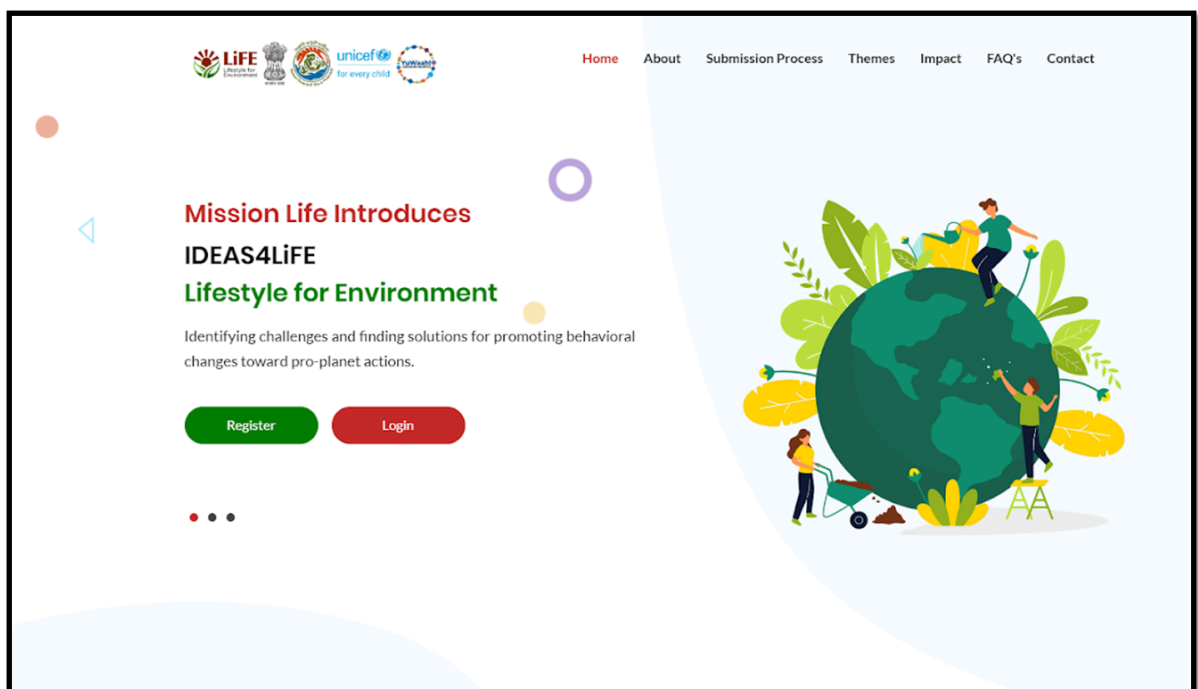 LiFE
Lifestyle for
Environment
unicef
for every child
YuWaah!
Home About Submission Process Themes Impact FAQ's Contact
Mission Life Introduces
IDEAS4LiFE
Lifestyle for Environment
Identifying challenges and finding solutions for promoting behavioral
changes toward pro-planet actions.
Register Login